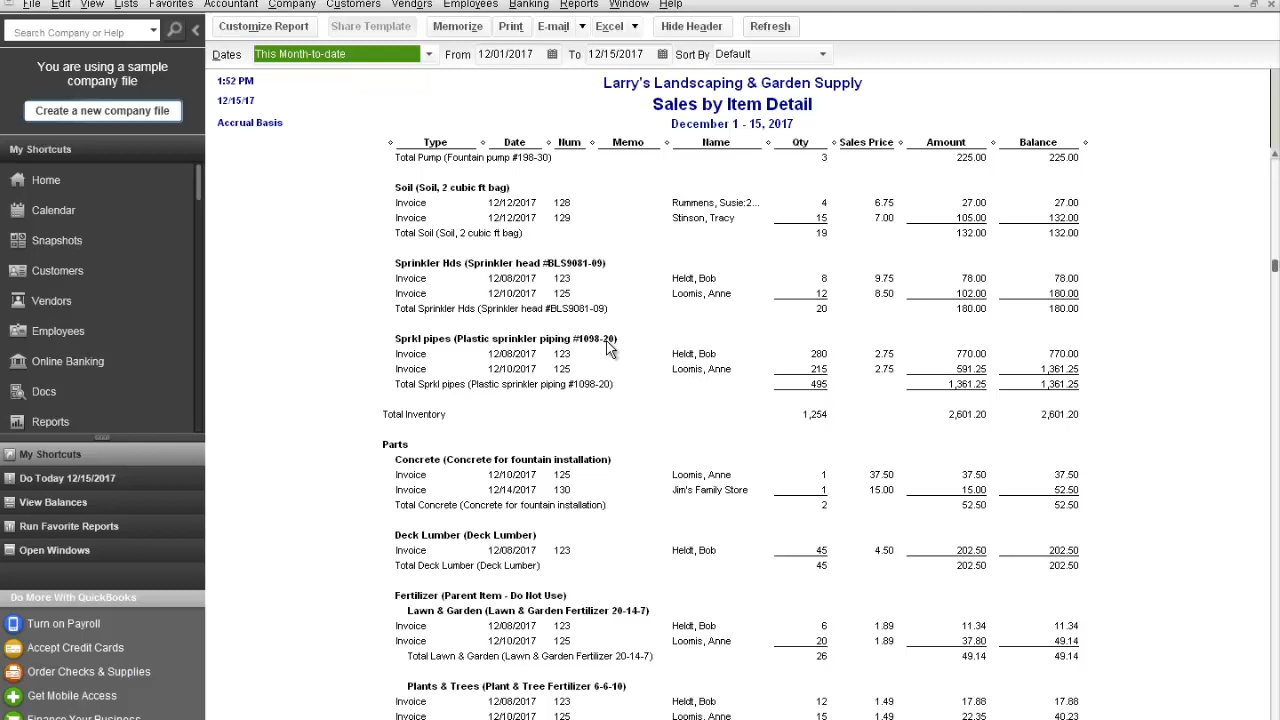 File Edit View Lists Favorites Accountant Company Customers Vendors Employees Banking Reports Window Help
Search Company or Help
Customize Report Share Template Memorize Print E-mail Excel Hide Header Refresh
Dates This Month-to-date From 12/01/2017 To 12/15/2017 Sort By Default
You are using a sample
company file
Create a new company file
My Shortcuts
Home
Calendar
Snapshots
Customers
Vendors
Employees
Online Banking
Docs
Reports
My Shortcuts
Do Today 12/15/2017
View Balances
Run Favorite Reports
Open Windows
Do More With QuickBooks
Turn on Payroll
Accept Credit Cards
Order Checks & Supplies
Get Mobile Access
Finance Your Business
1:52 PM
12/15/17
Accrual Basis
Larry's Landscaping & Garden Supply
Sales by Item Detail
December 1 - 15, 2017
Type Date Num Memo Name Qty Sales Price Amount Balance
Total Pump (Fountain pump #198-30) 3 225.00 225.00
Soil (Soil, 2 cubic ft bag)
Invoice 12/12/2017 128 Rummens, Susie:2... 4 6.75 27.00 27.00
Invoice 12/12/2017 129 Stinson, Tracy 15 7.00 105.00 132.00
Total Soil (Soil, 2 cubic ft bag) 19 132.00 132.00
Sprinkler Hds (Sprinkler head #BLS9081-09)
Invoice 12/08/2017 123 Heldt, Bob 8 9.75 78.00 78.00
Invoice 12/10/2017 125 Loomis, Anne 12 8.50 102.00 180.00
Total Sprinkler Hds (Sprinkler head #BLS9081-09) 20 180.00 180.00
Sprkl pipes (Plastic sprinkler piping #1098-20)
Invoice 12/08/2017 123 Heldt, Bob 280 2.75 770.00 770.00
Invoice 12/10/2017 125 Loomis, Anne 215 2.75 591.25 1,361.25
Total Sprkl pipes (Plastic sprinkler piping #1098-20) 495 1,361.25 1,361.25
Total Inventory 1,254 2,601.20 2,601.20
Parts
Concrete (Concrete for fountain installation)
Invoice 12/10/2017 125 Loomis, Anne 1 37.50 37.50 37.50
Invoice 12/14/2017 130 Jim's Family Store 1 15.00 15.00 52.50
Total Concrete (Concrete for fountain installation) 2 52.50 52.50
Deck Lumber (Deck Lumber)
Invoice 12/08/2017 123 Heldt, Bob 45 4.50 202.50 202.50
Total Deck Lumber (Deck Lumber) 45 202.50 202.50
Fertilizer (Parent Item - Do Not Use)
Lawn & Garden (Lawn & Garden Fertilizer 20-14-7)
Invoice 12/08/2017 123 Heldt, Bob 6 1.89 11.34 11.34
Invoice 12/10/2017 125 Loomis, Anne 20 1.89 37.80 49.14
Total Lawn & Garden (Lawn & Garden Fertilizer 20-14-7) 26 49.14 49.14
Plants & Trees (Plant & Tree Fertilizer 6-6-10)
Invoice 12/08/2017 123 Heldt, Bob 12 1.49 17.88 17.88
Invoice 12/10/2017 125 Loomis, Anne 15 1.49 22.35 40.23